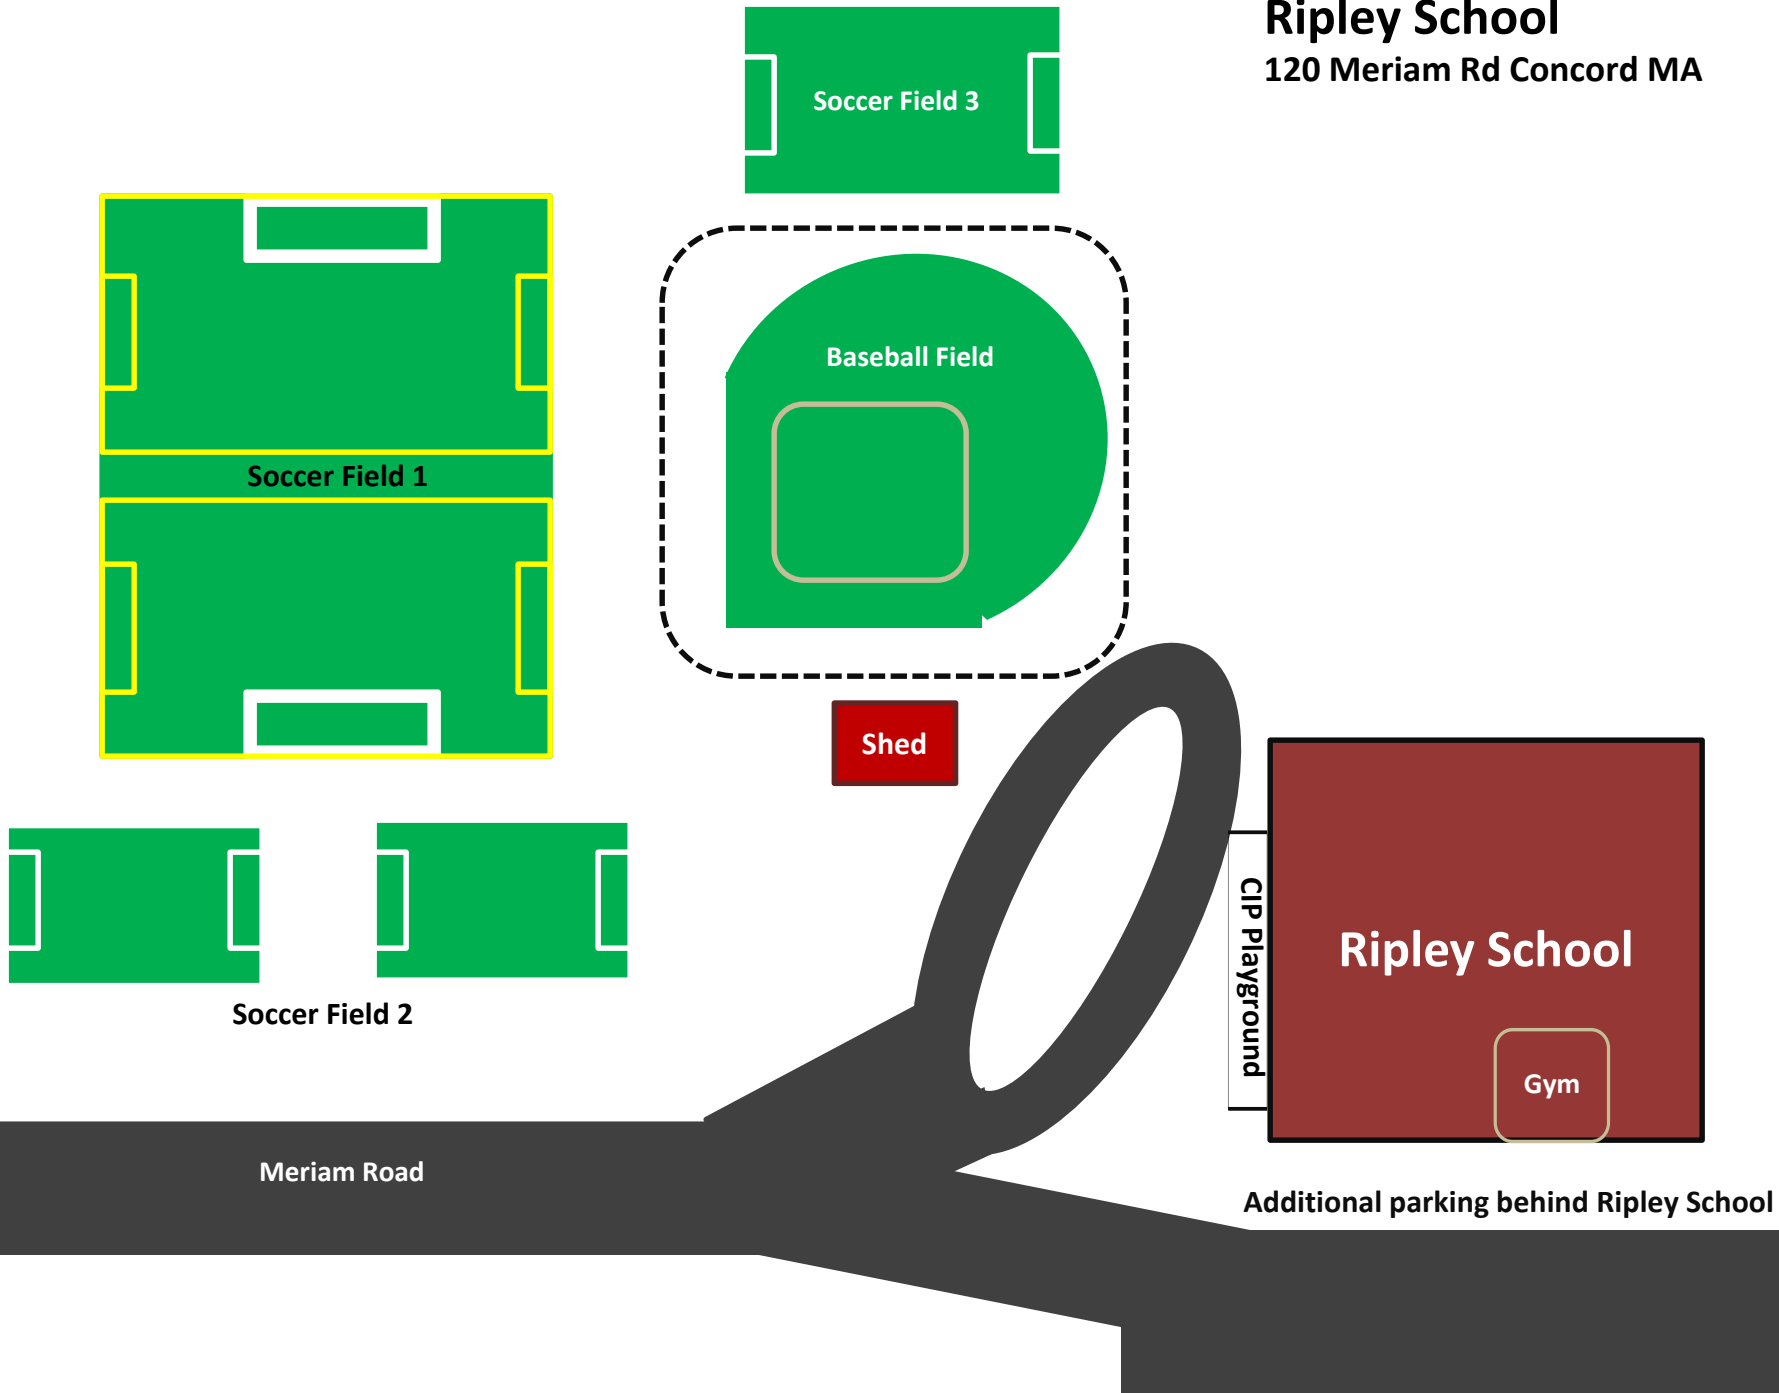 Ripley School
120 Meriam Rd Concord MA
Soccer Field 3
Baseball Field
Soccer Field 1
Shed
CIP Playground
Ripley School
Soccer Field 2
Gym
Meriam Road
Additional parking behind Ripley School